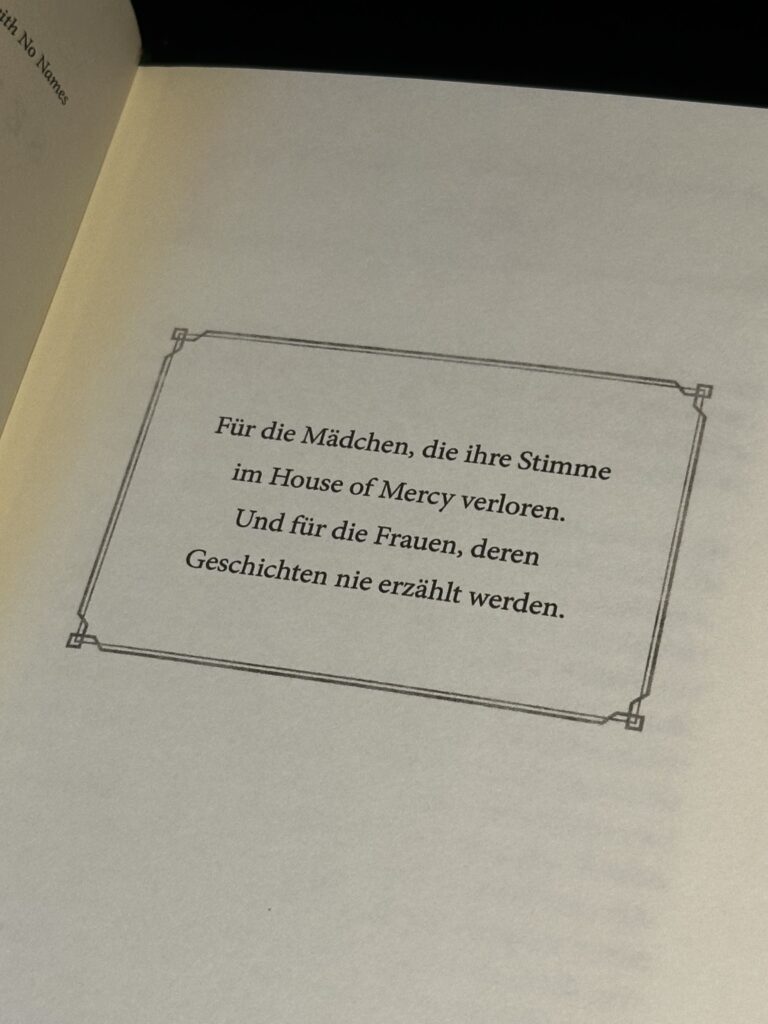 ith No Names
Für die Mädchen, die ihre Stimme
im House of Mercy verloren.
Und für die Frauen, deren
Geschichten nie erzählt werden.